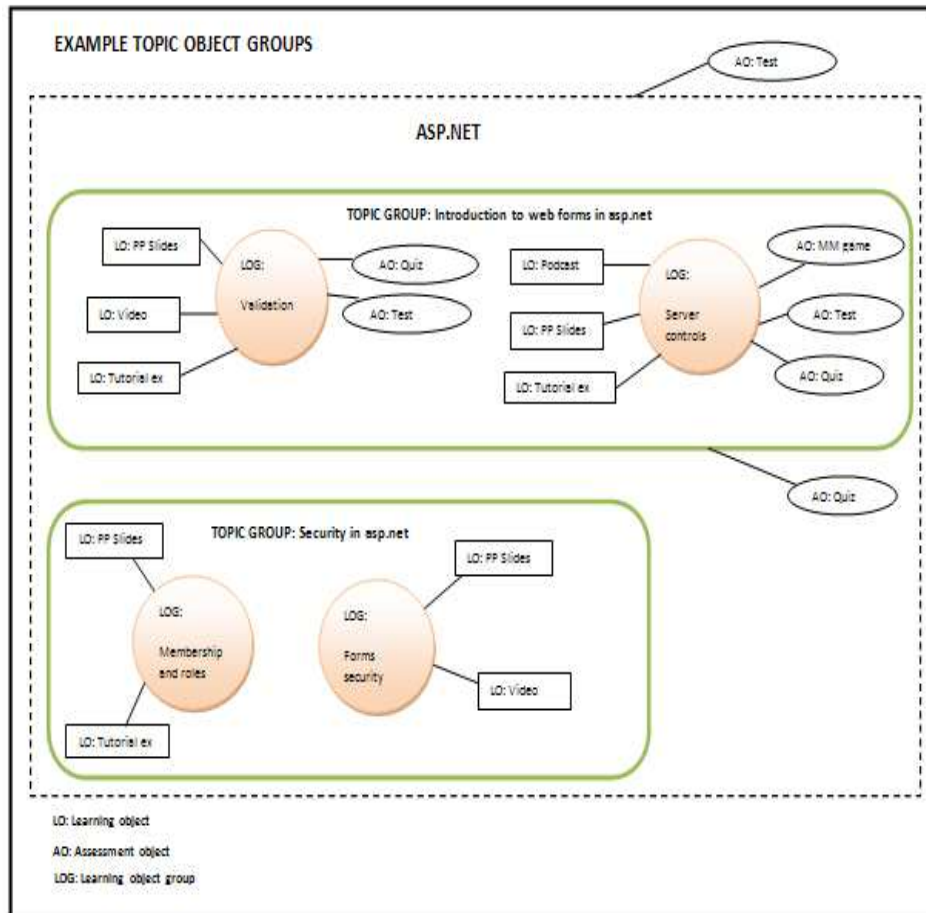 EXAMPLE TOPIC OBJECT GROUPS
AO: Test
ASP.NET
TOPIC GROUP: Introduction to web forms in asp.net
LO: PP Slides
LO: Video
LO: Tutorial ex
LOG:
Validation
AO: Quiz
AO: Test
LO: Podcast
LO: PP Slides
LO: Tutorial ex
LOG:
Server
controls
AO: MM game
AO: Test
AO: Quiz
AO: Quiz
TOPIC GROUP: Security in asp.net
LO: PP Slides
LOG:
Membership
and roles
LO: Tutorial ex
LOG:
Forms
security
LO: PP Slides
LO: Video
LO: Learning object
AO: Assessment object
LOG: Learning object group